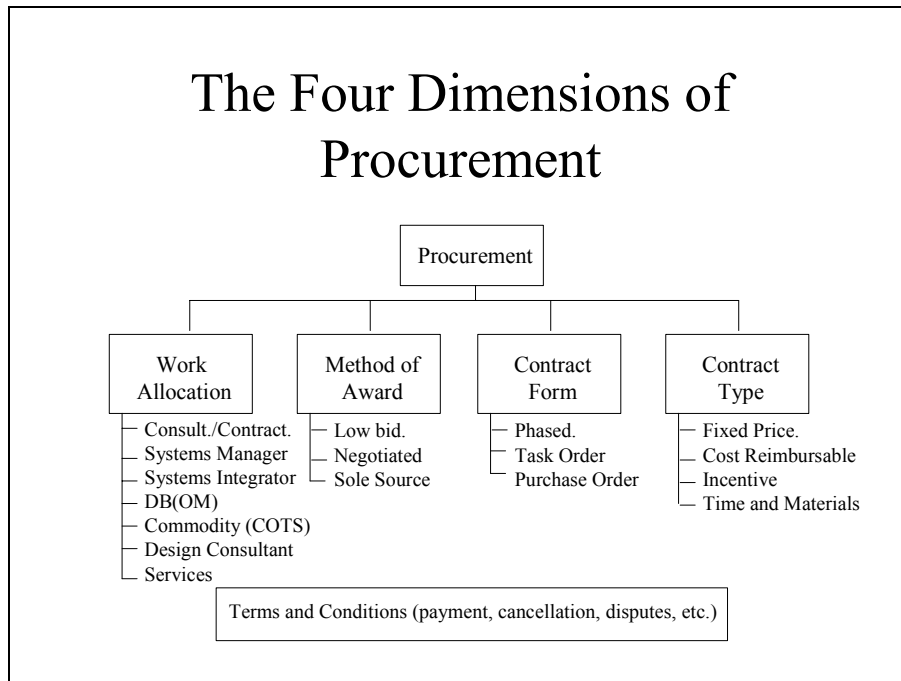 The Four Dimensions of
Procurement
Procurement
Work
Allocation
Consult./Contract.
Systems Manager
Systems Integrator
DB(OM)
Commodity (COTS)
Design Consultant
Services
Method of
Award
Low bid.
Negotiated
Sole Source
Contract
Form
Phased.
Task Order
Purchase Order
Contract
Type
Fixed Price.
Cost Reimbursable
Incentive
Time and Materials
Terms and Conditions (payment, cancellation, disputes, etc.)